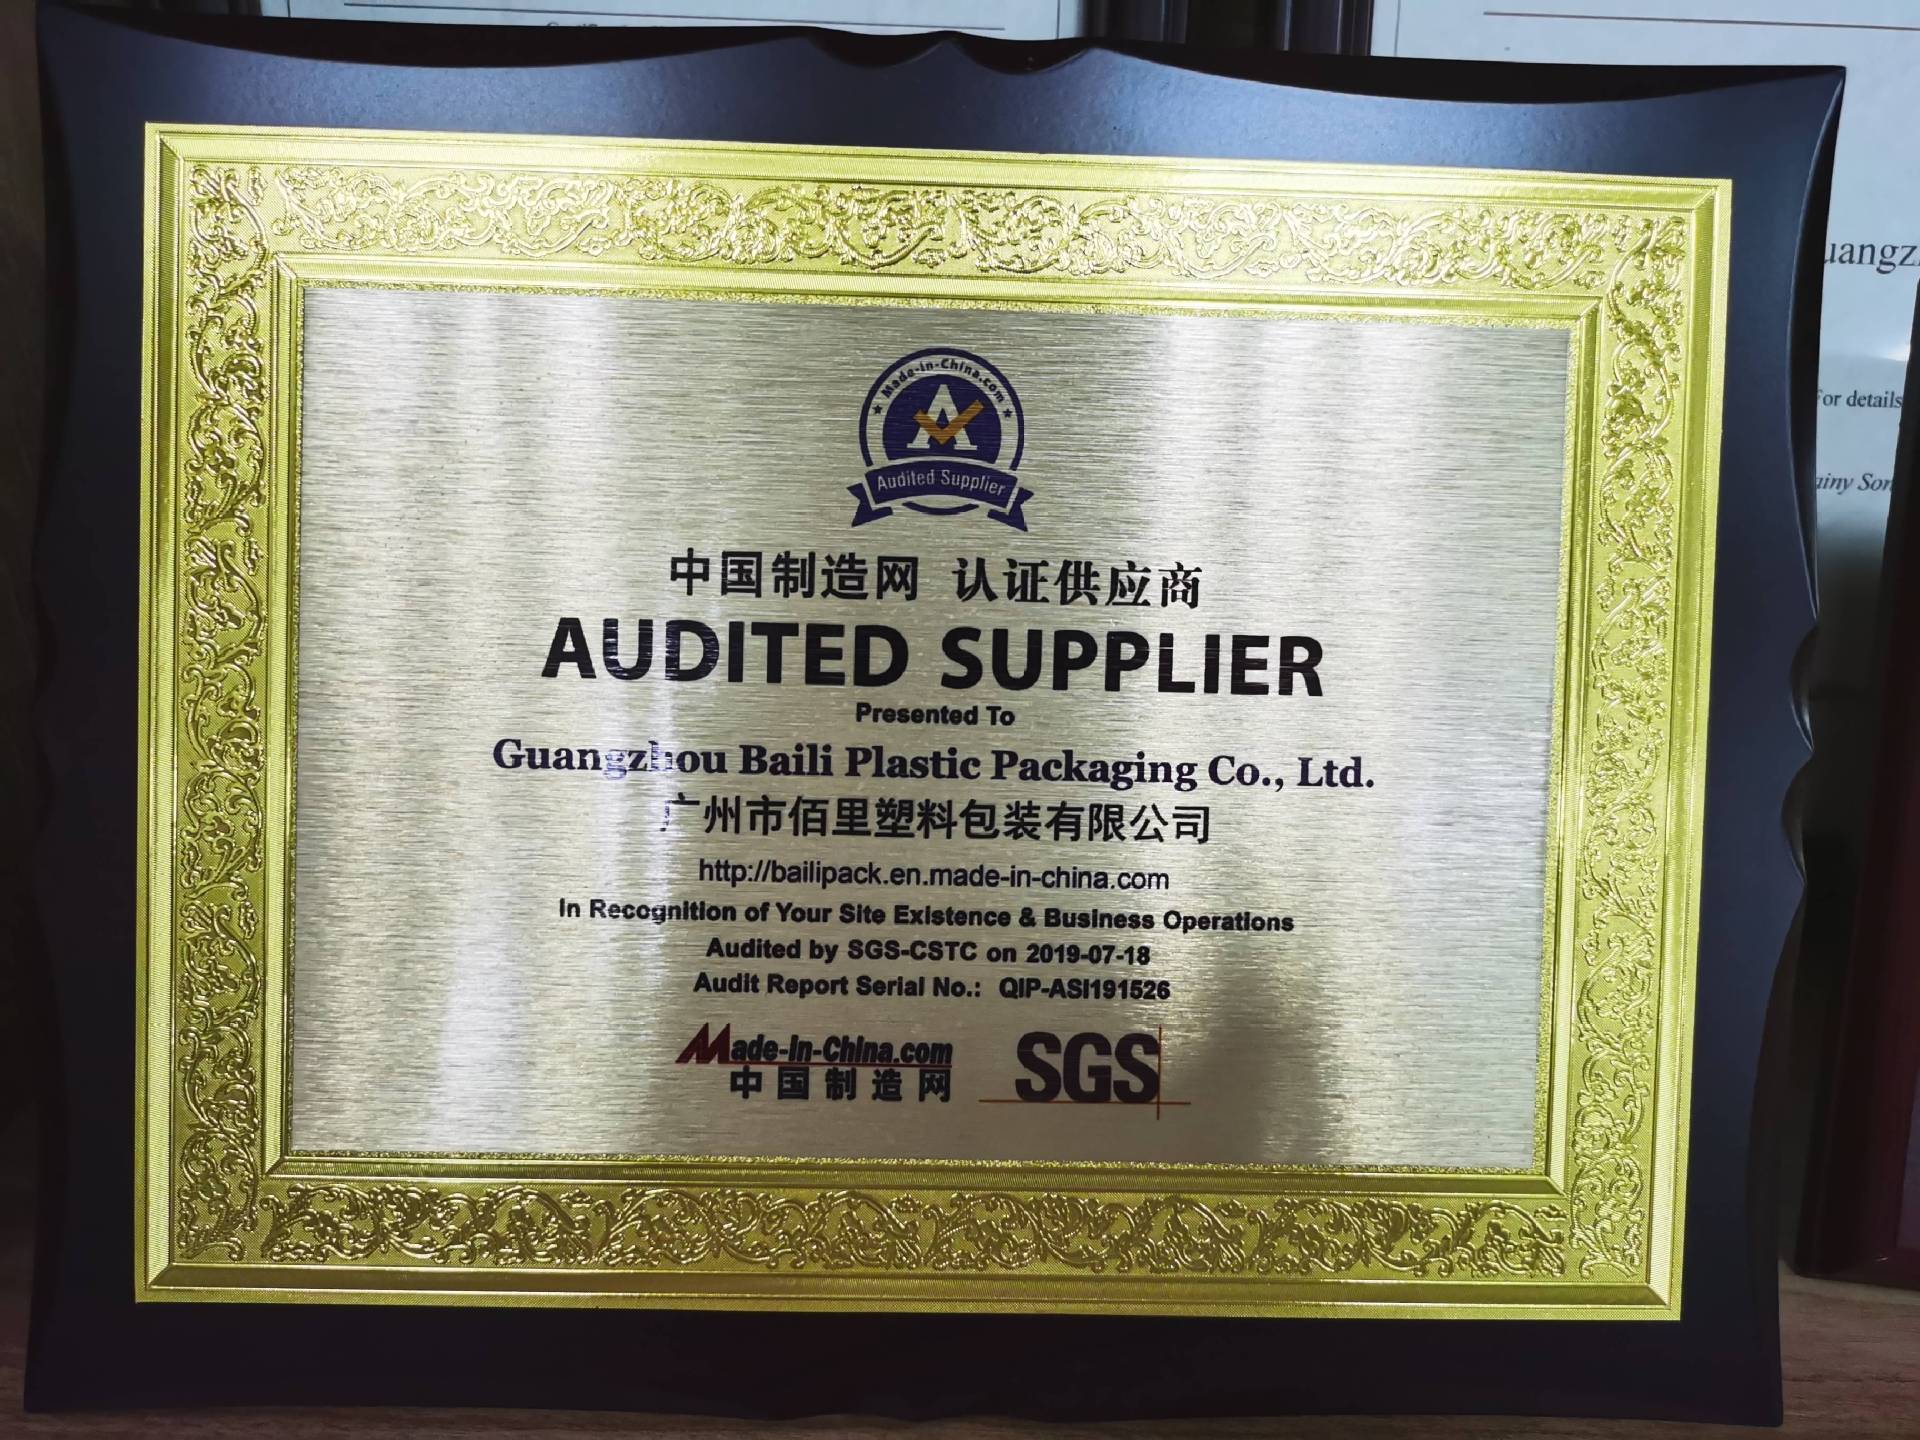 Made-in-China.com
A
Audited Supplier
中国制造网 认证供应商
AUDITED SUPPLIER
Presented To
Guangzhou Baili Plastic Packaging Co., Ltd.
广州市佰里塑料包装有限公司
http://bailipack.en.made-in-china.com
In Recognition of Your Site Existence & Business Operations
Audited by SGS-CSTC on 2019-07-18
Audit Report Serial No.: QIP-ASI191526
Made-in-China.com
中国制造网
SGS
For details